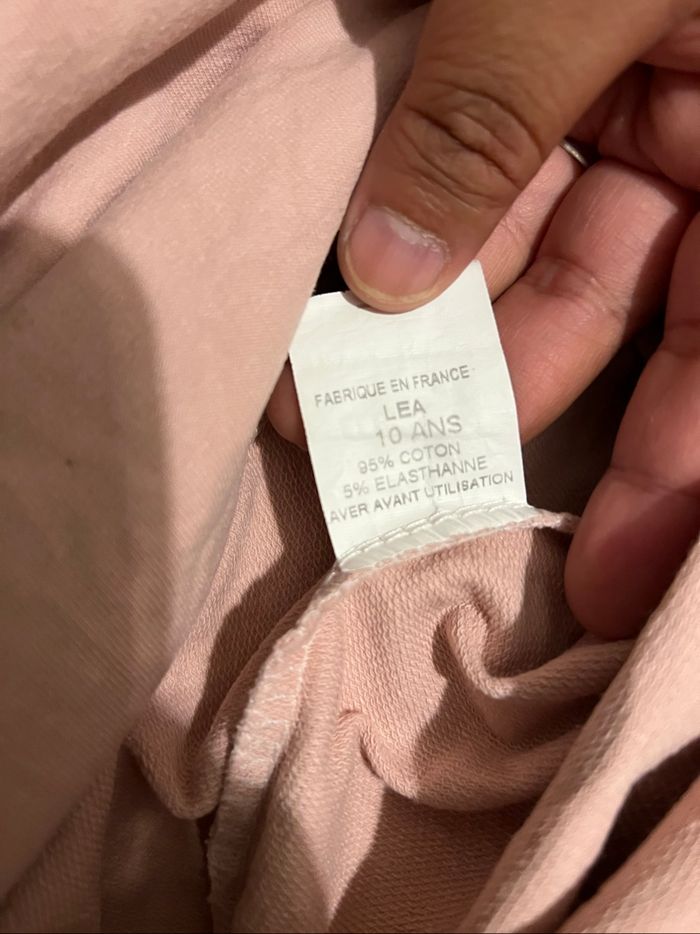 FABRIQUE EN FRANCE
LEA
10 ANS
95% COTON
5% ELASTHANNE
AVER AVANT UTILISATION